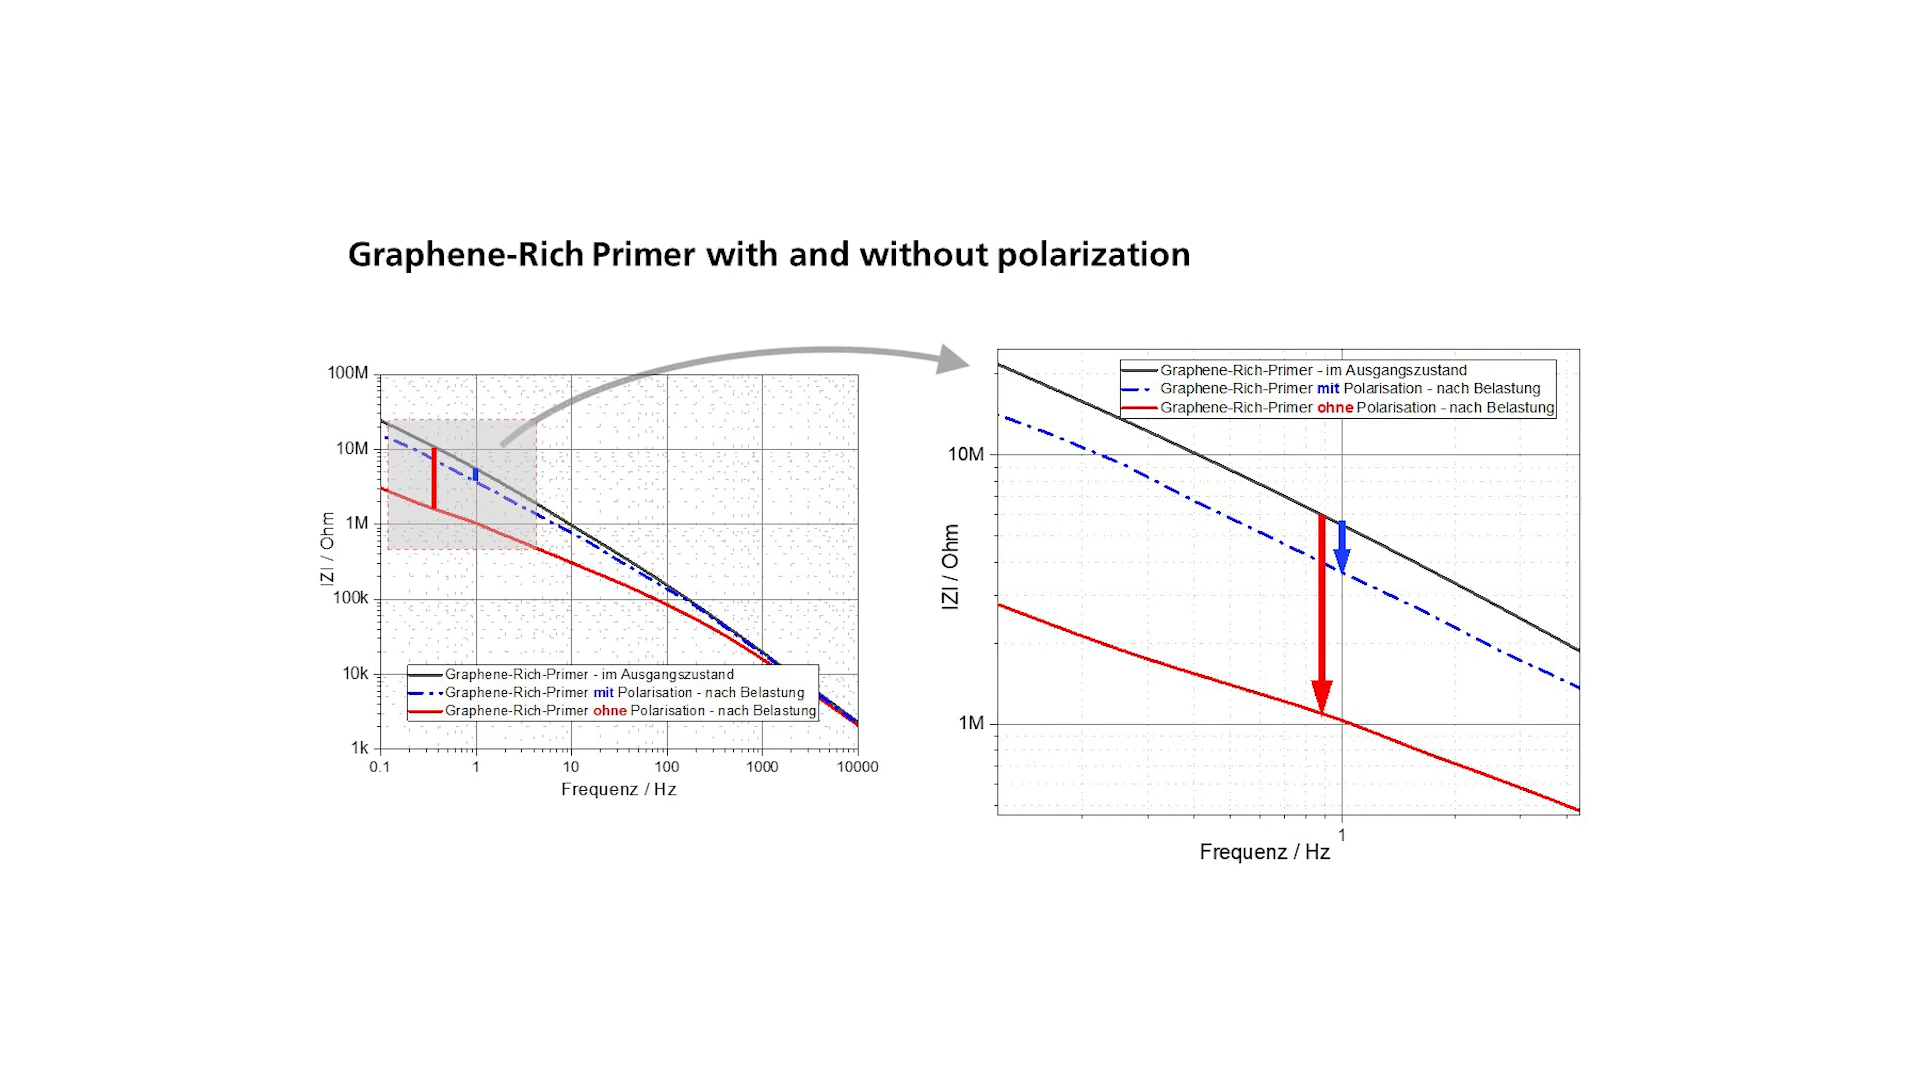 Graphene-Rich Primer with and without polarization
100M
10M
1M
100k
10k
1k
IZI / Ohm
Graphene-Rich-Primer - im Ausgangszustand
Graphene-Rich-Primer mit Polarisation - nach Belastung
Graphene-Rich-Primer ohne Polarisation - nach Belastung
0.1 1 10 100 1000 10000
Frequenz / Hz
Graphene-Rich-Primer - im Ausgangszustand
Graphene-Rich-Primer mit Polarisation - nach Belastung
Graphene-Rich-Primer ohne Polarisation - nach Belastung
10M
1M
IZI / Ohm
1
Frequenz / Hz